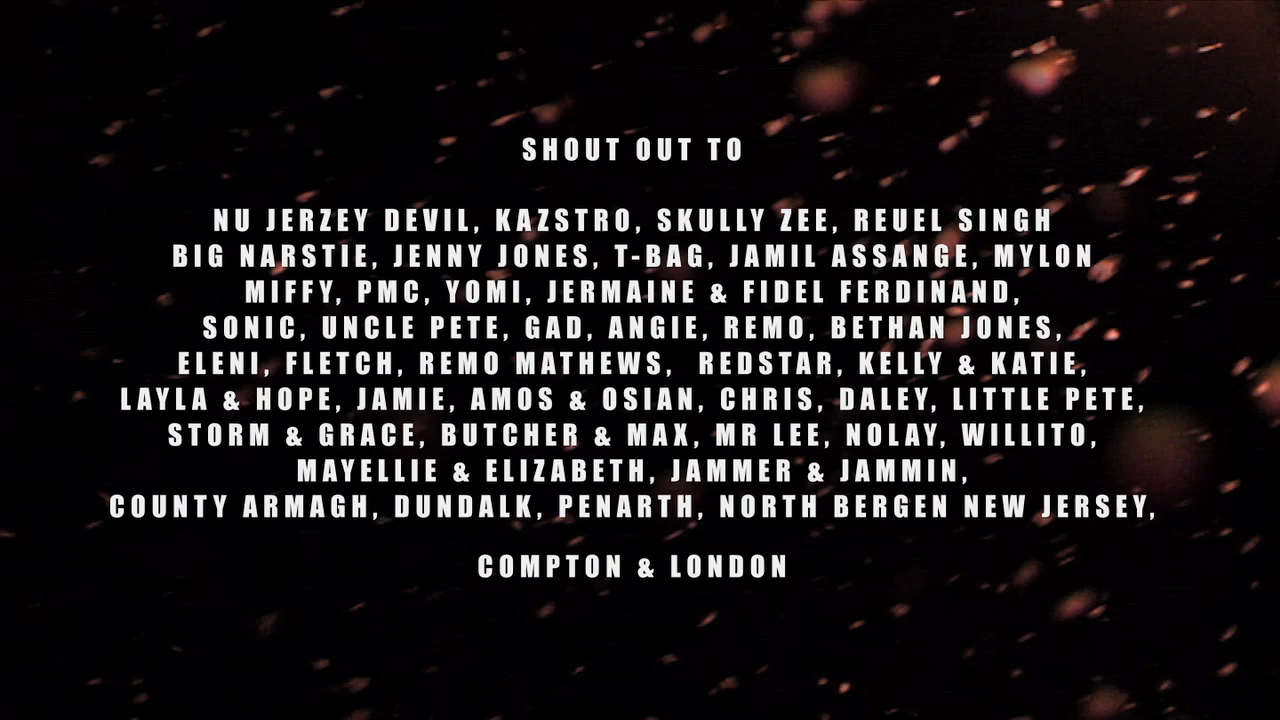 SHOUT OUT TO
NU JERZEY DEVIL, KAZSTRO, SKULLY ZEE, REUEL SINGH
BIG NARSTIE, JENNY JONES, T-BAG, JAMIL ASSANGE, MYLON
MIFFY, PMC, YOMI, JERMAINE & FIDEL FERDINAND,
SONIC, UNCLE PETE, GAD, ANGIE, REMO, BETHAN JONES,
ELENI, FLETCH, REMO MATHEWS,  REDSTAR, KELLY & KATIE,
LAYLA & HOPE, JAMIE, AMOS & OSIAN, CHRIS, DALEY, LITTLE PETE,
STORM & GRACE, BUTCHER & MAX, MR LEE, NOLAY, WILLITO,
MAYELLIE & ELIZABETH, JAMMER & JAMMIN,
COUNTY ARMAGH, DUNDALK, PENARTH, NORTH BERGEN NEW JERSEY,
COMPTON & LONDON